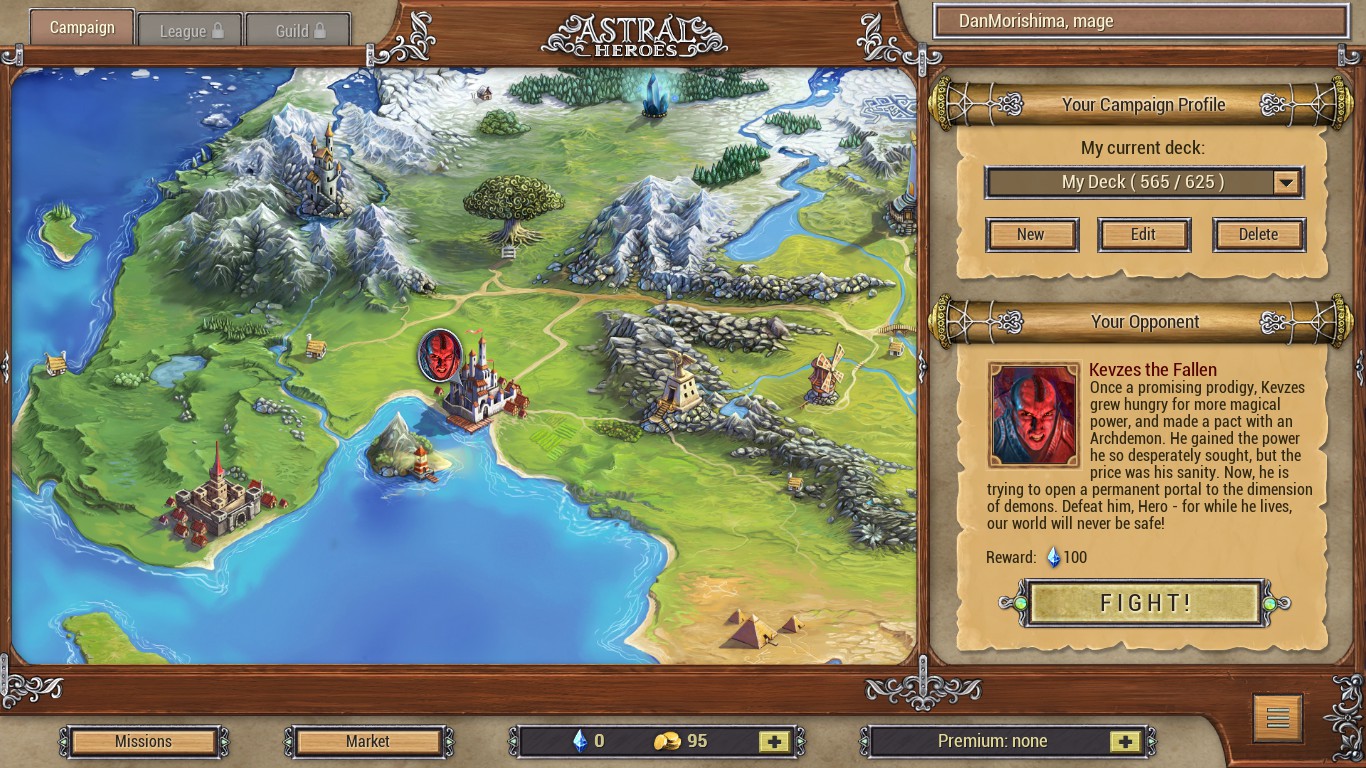 Campaign
League
Guild
ASTRAL
HEROES
DanMorishima, mage
Your Campaign Profile
My current deck:
My Deck ( 565 / 625 )
New
Edit
Delete
Your Opponent
Kevzes the Fallen
Once a promising prodigy, Kevzes
grew hungry for more magical
power, and made a pact with an
Archdemon. He gained the power
he so desperately sought, but the
price was his sanity. Now, he is
trying to open a permanent portal to the dimension
of demons. Defeat him, Hero - for while he lives,
our world will never be safe!
Reward: 100
FIGHT!
Missions
Market
0
95
Premium: none